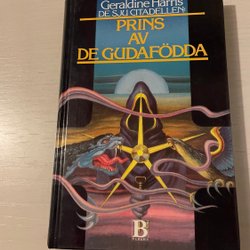 Geraldine Harris
DE SJU CITADELLEN
PRINS
AV
DE GUDAFÖDDA
B